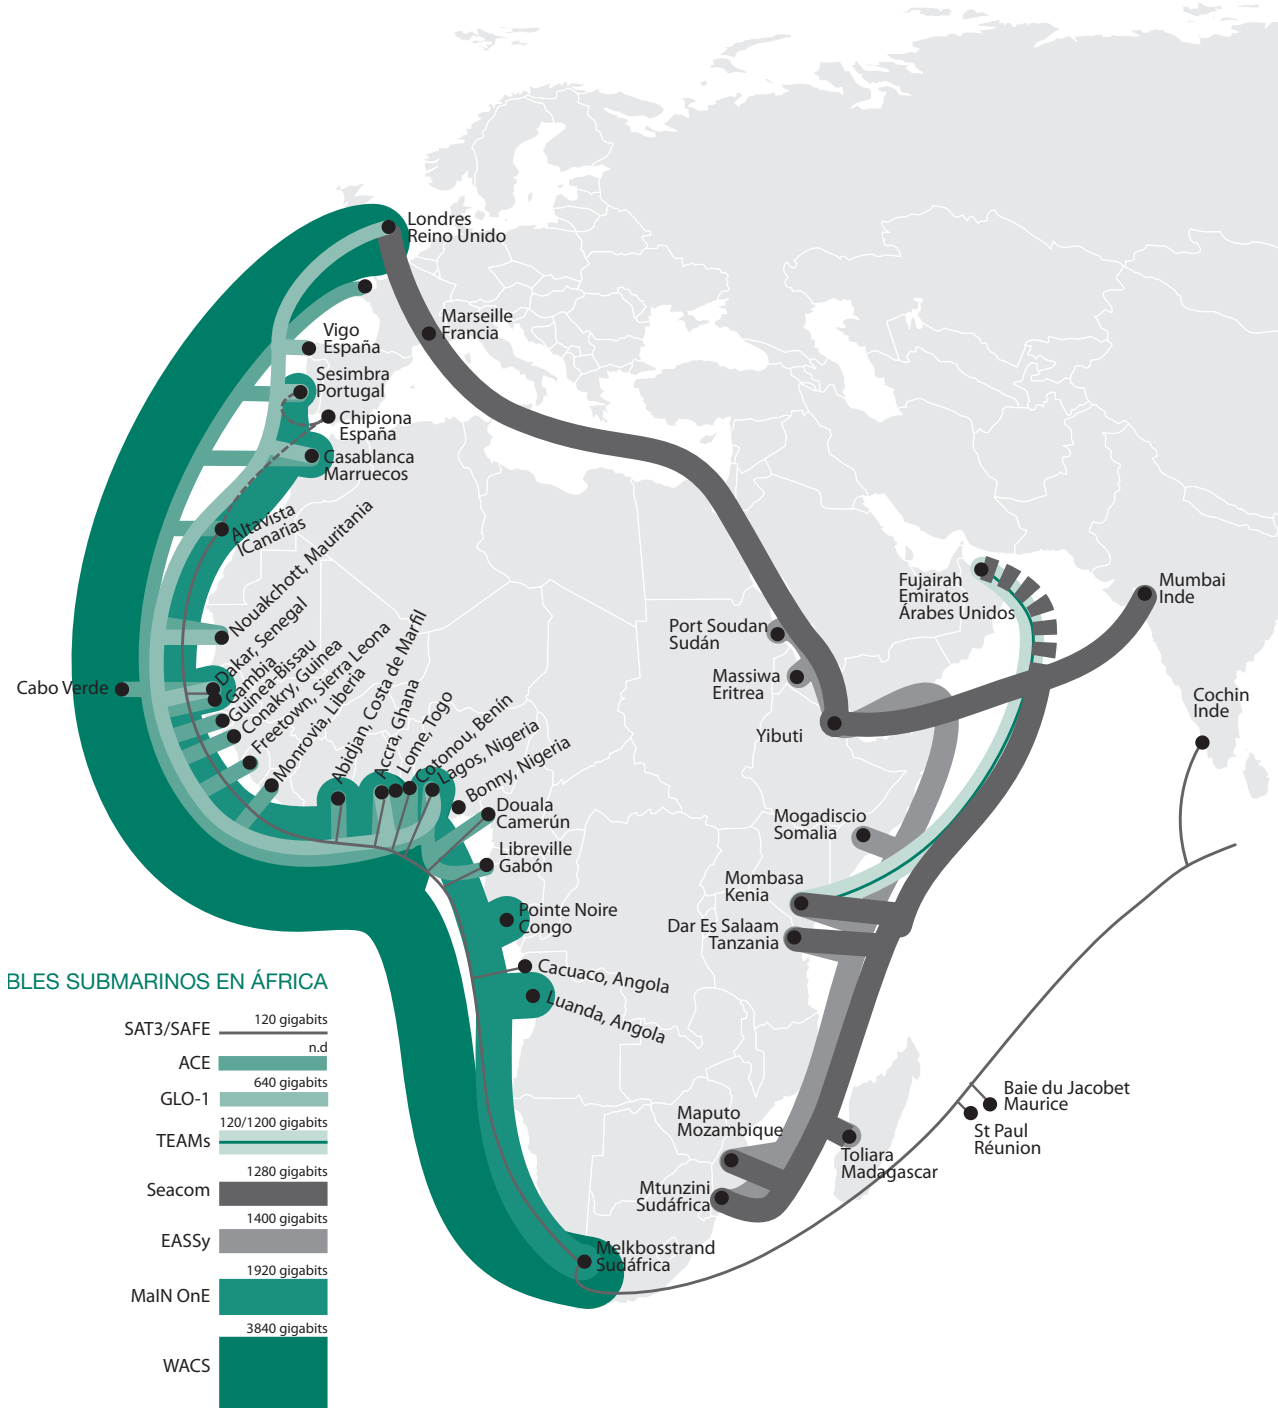 Londres
Reino Unido
Marseille
Francia
Vigo
España
Sesimbra
Portugal
Chipiona
España
Casablanca
Marruecos
Altavista
ICanarias
Nouakchott, Mauritania
Dakar, Senegal
Gambia
Guinea-Bissau
Conakry, Guinea
Freetown, Sierra Leona
Monrovia, Liberia
Abidjan, Costa de Marfil
Accra, Ghana
Lome, Togo
Cotonou, Benín
Lagos, Nigeria
Bonny, Nigeria
Douala
Camerún
Libreville
Gabón
Pointe Noire
Congo
Cacuaco, Angola
Luanda, Angola
Cabo Verde
Fujairah
Emiratos
Árabes Unidos
Mumbai
Inde
Port Soudan
Sudán
Massiwa
Eritrea
Yibuti
Cochin
Inde
Mogadiscio
Somalia
Mombasa
Kenia
Dar Es Salaam
Tanzania
Maputo
Mozambique
Mtunzini
Sudáfrica
Toliara
Madagascar
Baie du Jacobet
Maurice
St Paul
Réunion
Melkbosstrand
Sudáfrica
BLES SUBMARINOS EN ÁFRICA
SAT3/SAFE 120 gigabits
ACE n.d
GLO-1 640 gigabits
TEAMs 120/1200 gigabits
Seacom 1280 gigabits
EASSy 1400 gigabits
MaIN OnE 1920 gigabits
WACS 3840 gigabits